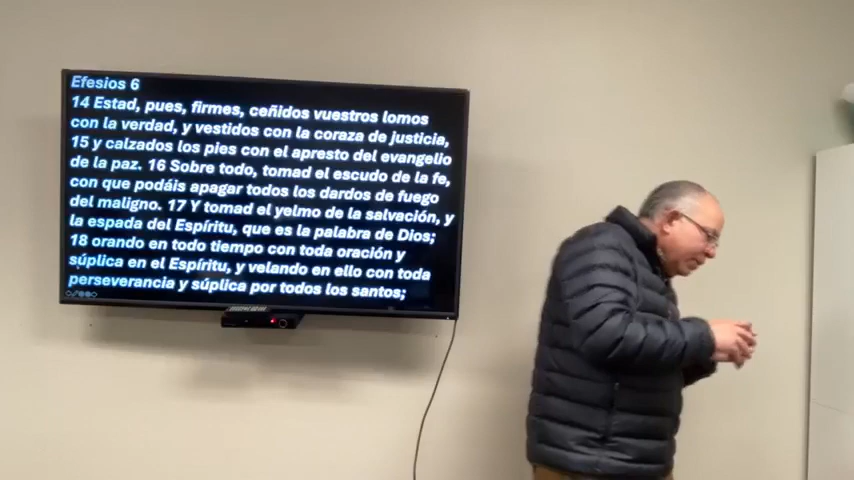 Efesios 6
14 Estad, pues, firmes, ceñidos vuestros lomos
con la verdad, y vestidos con la coraza de justicia,
15 y calzados los pies con el apresto del evangelio
de la paz. 16 Sobre todo, tomad el escudo de la fe,
con que podáis apagar todos los dardos de fuego
del maligno. 17 Y tomad el yelmo de la salvación, y
la espada del Espíritu, que es la palabra de Dios;
18 orando en todo tiempo con toda oración y
súplica en el Espíritu, y velando en ello con toda
perseverancia y súplica por todos los santos;